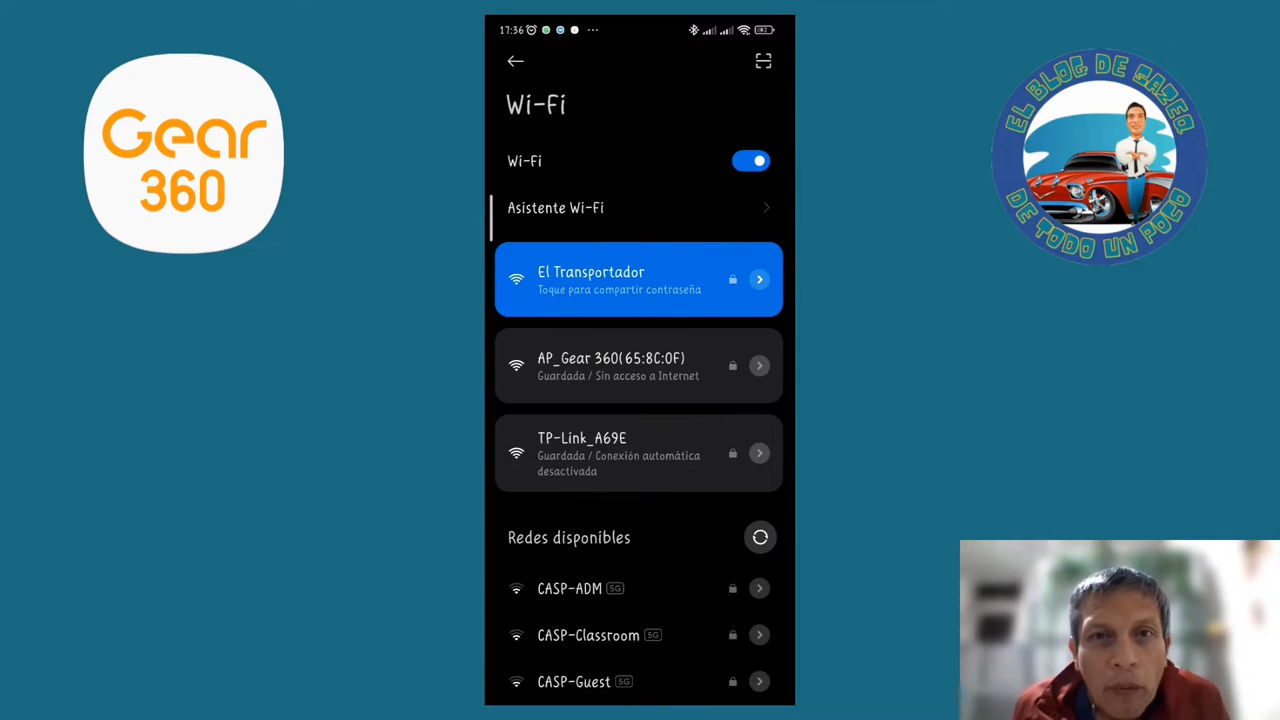 Gear
360
EL BLOG DE SAZEQ
DE TODO UN POCO
17:36
Wi-Fi
Wi-Fi
Asistente Wi-Fi
El Transportador
Toque para compartir contraseña
AP_Gear 360(65:8C:0F)
Guardada / Sin acceso a Internet
TP-Link_A69E
Guardada / Conexión automática
desactivada
Redes disponibles
CASP-ADM 5G
CASP-Classroom 5G
CASP-Guest 5G